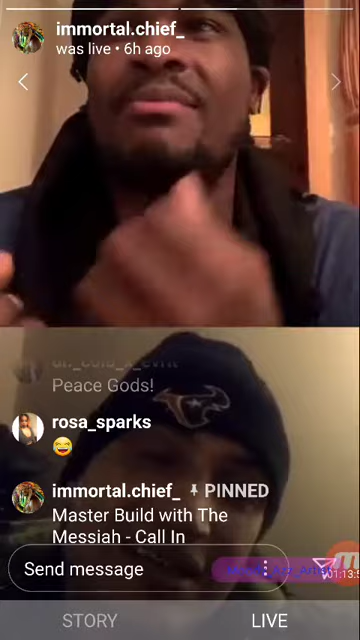 immortal.chief_
was live • 6h ago
Peace Gods!
rosa_sparks
immortal.chief_ PINNED
Master Build with The
Messiah - Call In
Send message
STORY
LIVE